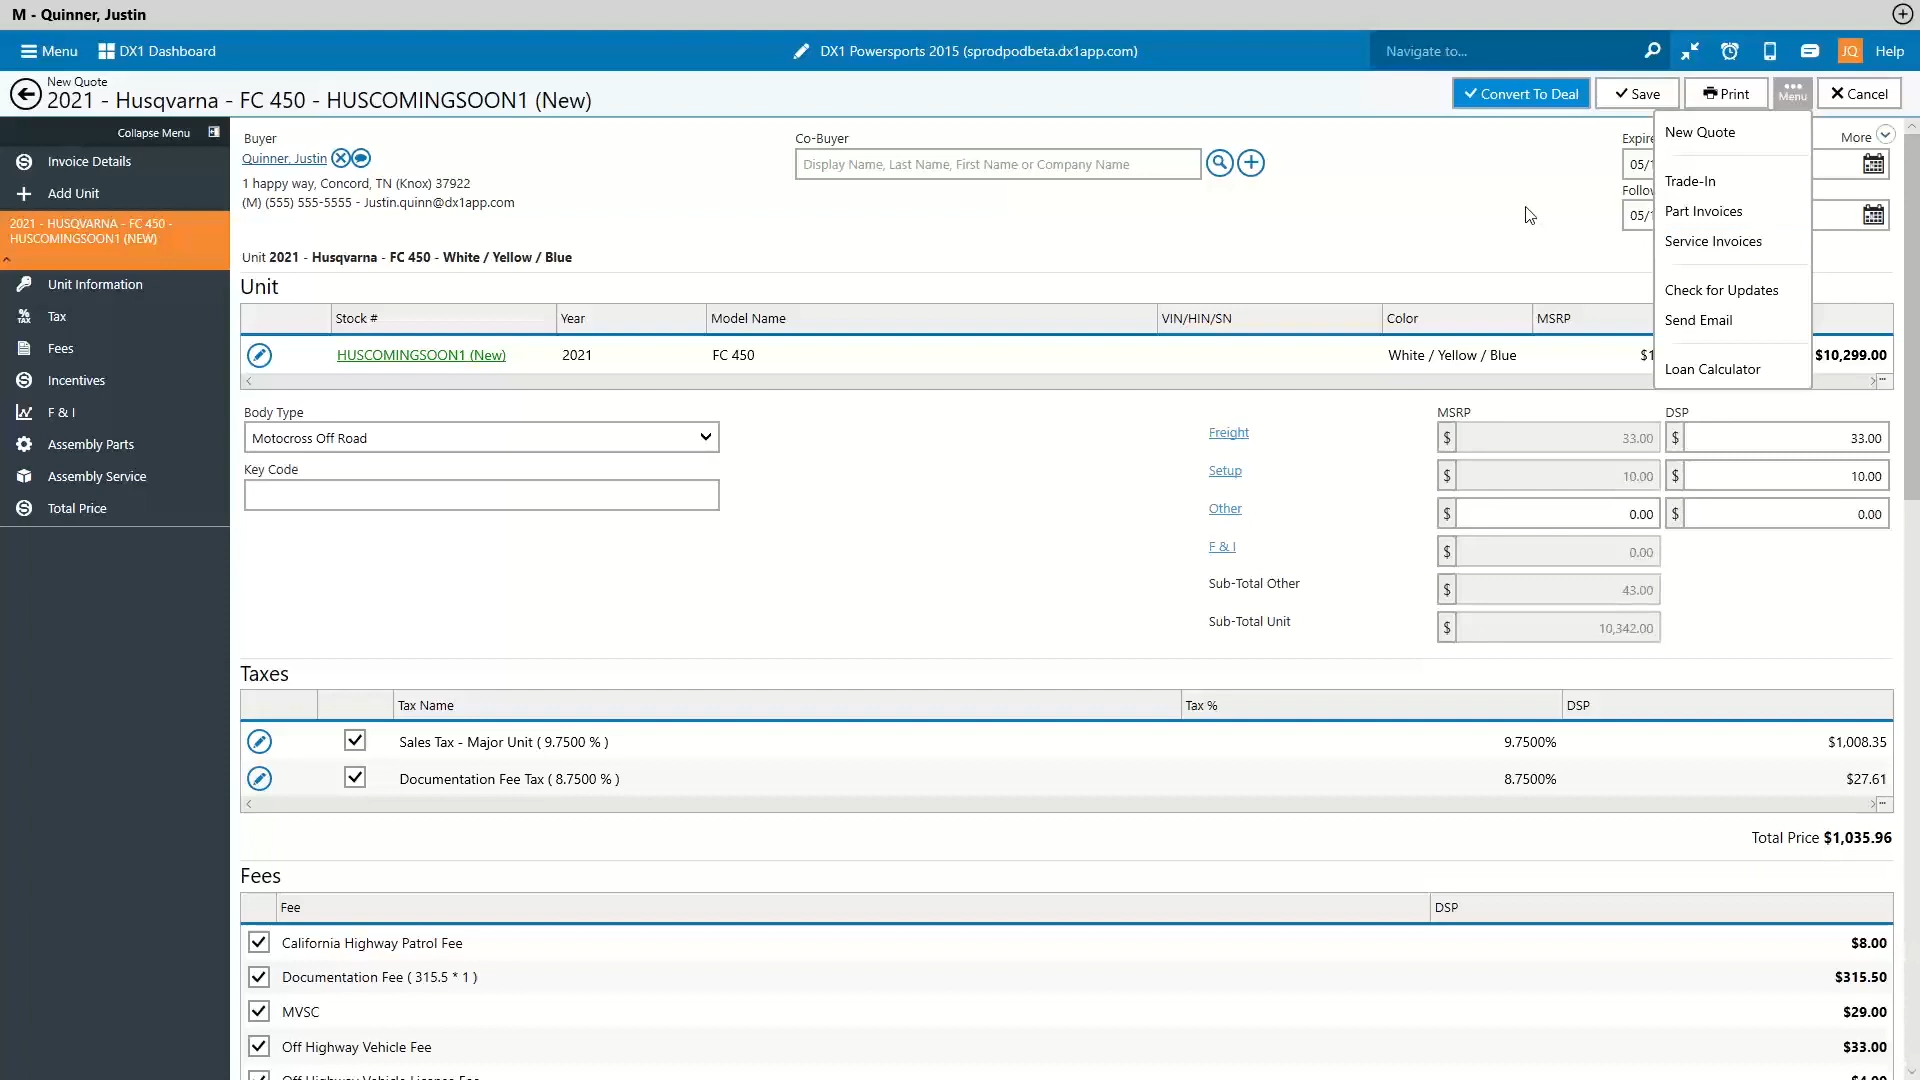 M - Quinner, Justin
Menu DX1 Dashboard DX1 Powersports 2015 (sprodpodbeta.dx1app.com) Navigate to... JQ Help
New Quote
2021 - Husqvarna - FC 450 - HUSCOMINGSOON1 (New) Convert To Deal Save Print Menu Cancel
Collapse Menu
Invoice Details
Add Unit
2021 - HUSQVARNA - FC 450 -
HUSCOMINGSOON1 (NEW)
Unit Information
% TAX Tax
Fees
Incentives
F & I
Assembly Parts
Assembly Service
Total Price
Buyer
Quinner, Justin
1 happy way, Concord, TN (Knox) 37922
(M) (555) 555-5555 - Justin.quinn@dx1app.com
Co-Buyer
Display Name, Last Name, First Name or Company Name
Expire
05/1
Follo
05/1
More
New Quote
Trade-In
Part Invoices
Service Invoices
Check for Updates
Send Email
Loan Calculator
Unit 2021 - Husqvarna - FC 450 - White / Yellow / Blue
Unit
Stock # Year Model Name VIN/HIN/SN Color MSRP
HUSCOMINGSOON1 (New) 2021 FC 450 White / Yellow / Blue $1 $10,299.00
Body Type
Motocross Off Road
Key Code
MSRP DSP
Freight $ 33.00 $ 33.00
Setup $ 10.00 $ 10.00
Other $ 0.00 $ 0.00
F & I $ 0.00
Sub-Total Other $ 43.00
Sub-Total Unit $ 10,342.00
Taxes
Tax Name Tax % DSP
Sales Tax - Major Unit ( 9.7500 % ) 9.7500% $1,008.35
Documentation Fee Tax ( 8.7500 % ) 8.7500% $27.61
Total Price $1,035.96
Fees
Fee DSP
California Highway Patrol Fee $8.00
Documentation Fee ( 315.5 * 1 ) $315.50
MVSC $29.00
Off Highway Vehicle Fee $33.00
Off Highway Vehicle License Fee